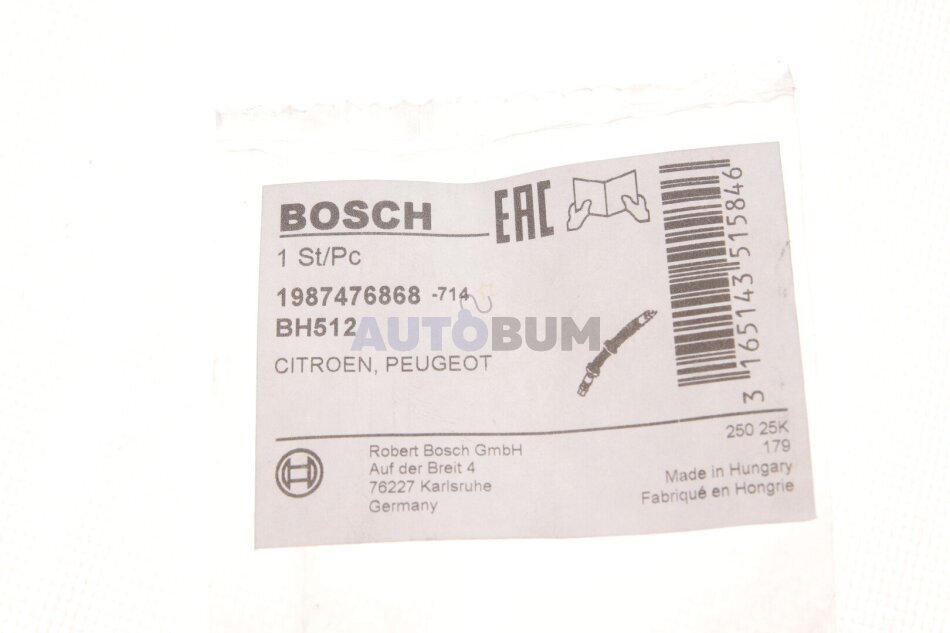 BOSCH
EAC
1 St/Pc
1987476868 -714
BH512
AUTOBUM
CITROEN, PEUGEOT
3 165143 515846
250 25K
179
Robert Bosch GmbH
Auf der Breit 4
76227 Karlsruhe
Germany
Made in Hungary
Fabriqué en Hongrie